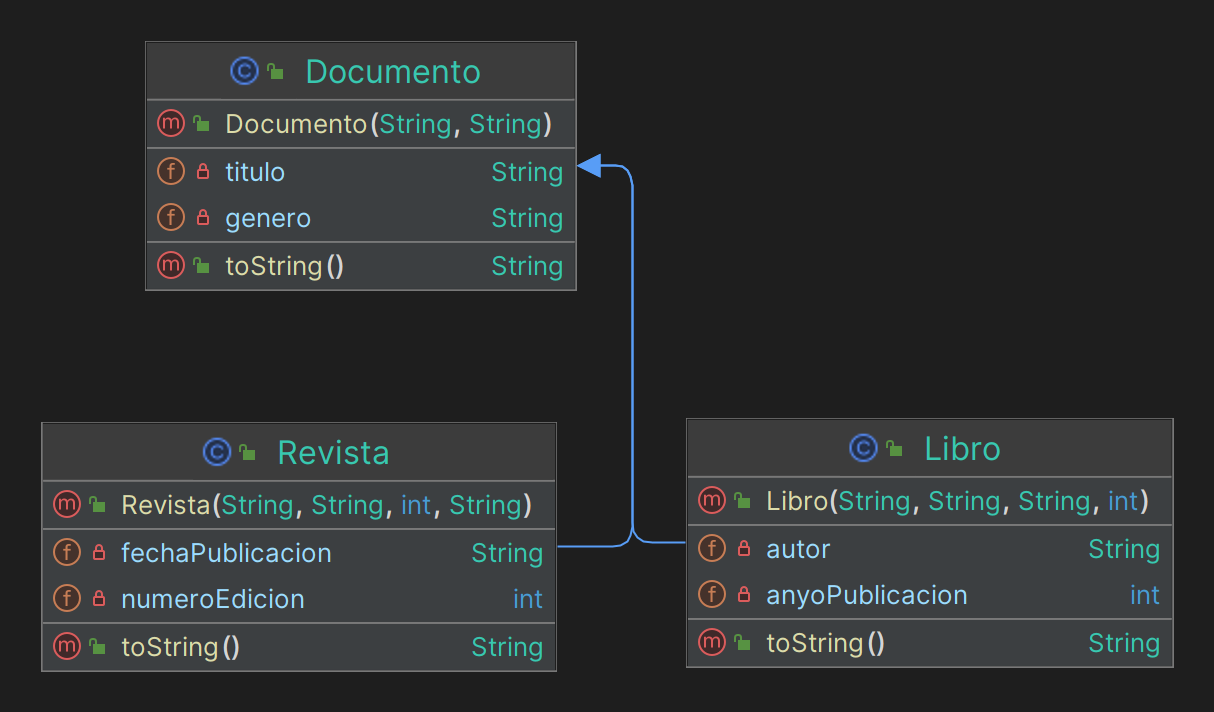 Documento
Documento(String, String)
titulo String
genero String
toString() String
Revista
Revista(String, String, int, String)
fechaPublicacion String
numeroEdicion int
toString() String
Libro
Libro(String, String, String, int)
autor String
anyoPublicacion int
toString() String